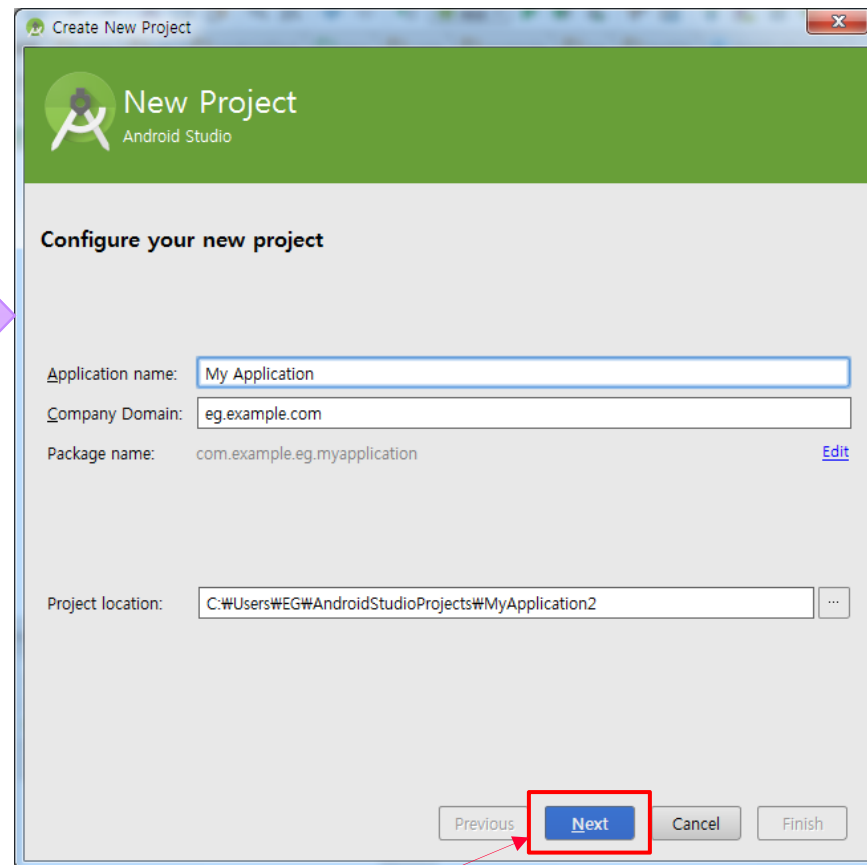 Create New Project
New Project
Android Studio
Configure your new project
Application name: My Application
Company Domain: eg.example.com
Package name: com.example.eg.myapplication Edit
Project location: C:₩Users₩EG₩AndroidStudioProjects₩MyApplication2 ...
Previous Next Cancel Finish